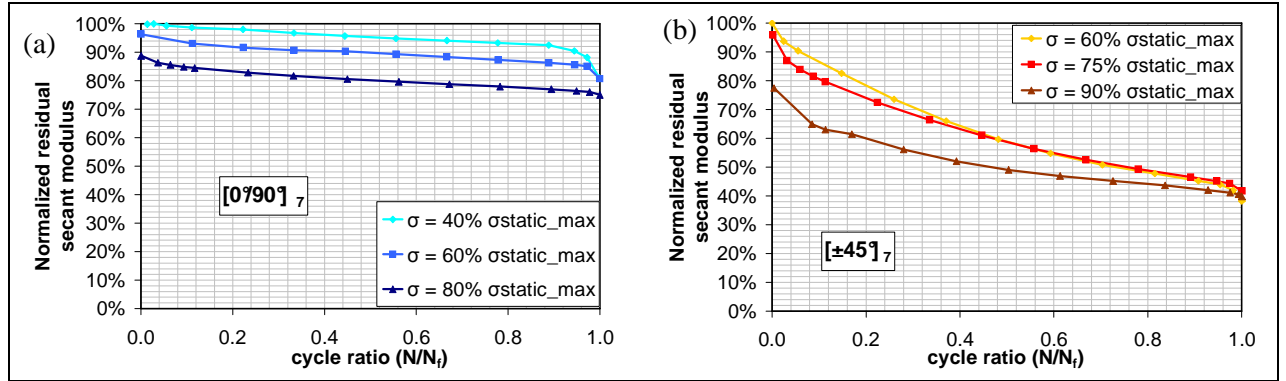 (a)
Normalized residual
secant modulus
100%
90%
80%
70%
60%
50%
40%
30%
20%
10%
0%
[0°/90°] 7
σ = 40% σstatic_max
σ = 60% σstatic_max
σ = 80% σstatic_max
0.0 0.2 0.4 0.6 0.8 1.0
cycle ratio (N/Nf)
(b)
Normalized residual
secant modulus
100%
90%
80%
70%
60%
50%
40%
30%
20%
10%
0%
σ = 60% σstatic_max
σ = 75% σstatic_max
σ = 90% σstatic_max
[±45°] 7
0.0 0.2 0.4 0.6 0.8 1.0
cycle ratio (N/Nf)